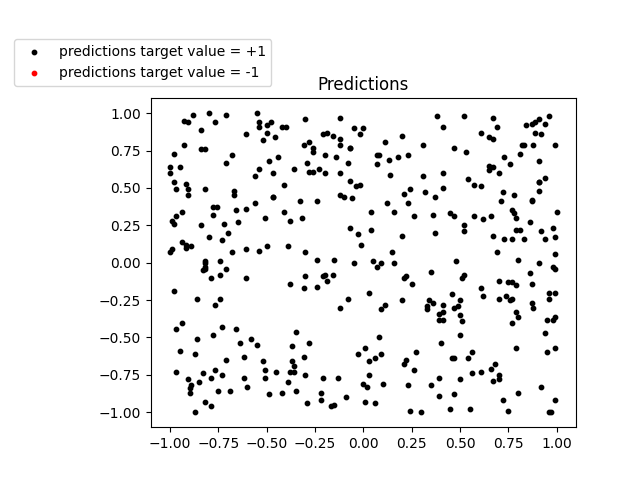 predictions target value = +1
predictions target value = -1
Predictions
1.00
0.75
0.50
0.25
0.00
−0.25
−0.50
−0.75
−1.00
−1.00 −0.75 −0.50 −0.25 0.00 0.25 0.50 0.75 1.00